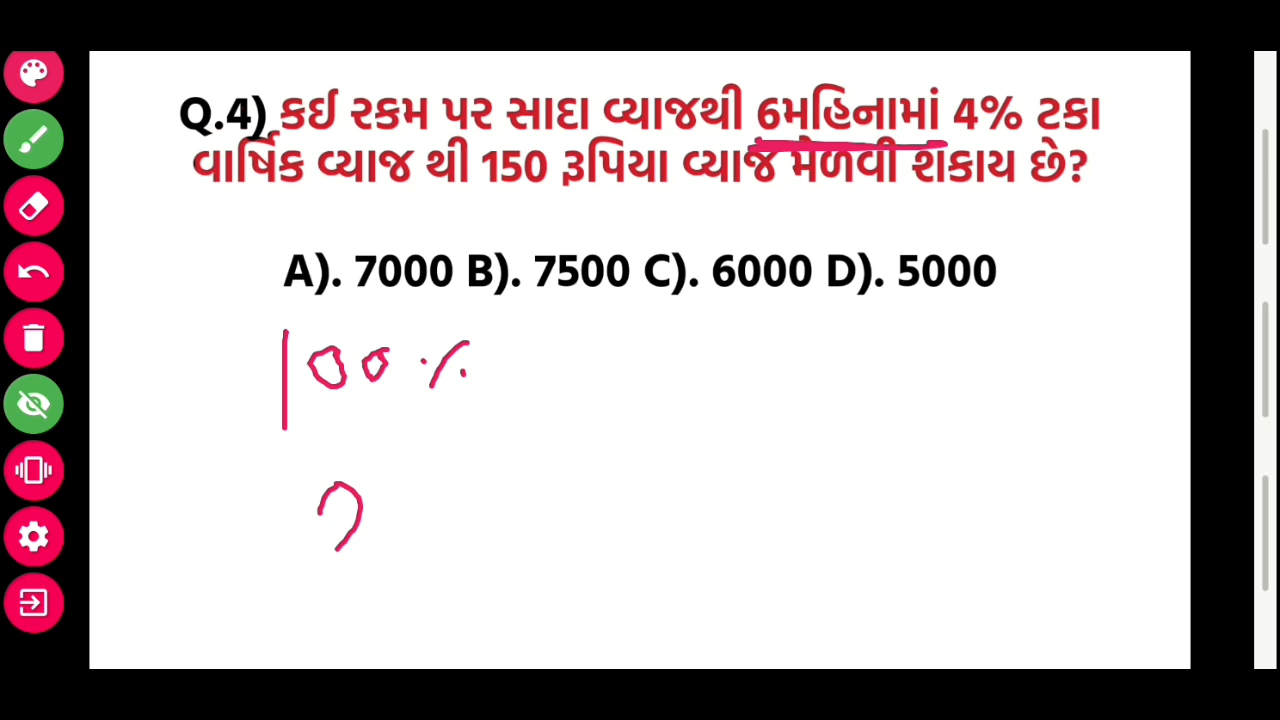 Q.4) કઈ રકમ પર સાદા વ્યાજથી 6મહિનામાં 4% ટકા
વાર્ષિક વ્યાજ થી 150 રૂપિયા વ્યાજ મેળવી શકાય છે?
A). 7000 B). 7500 C). 6000 D). 5000
100 %